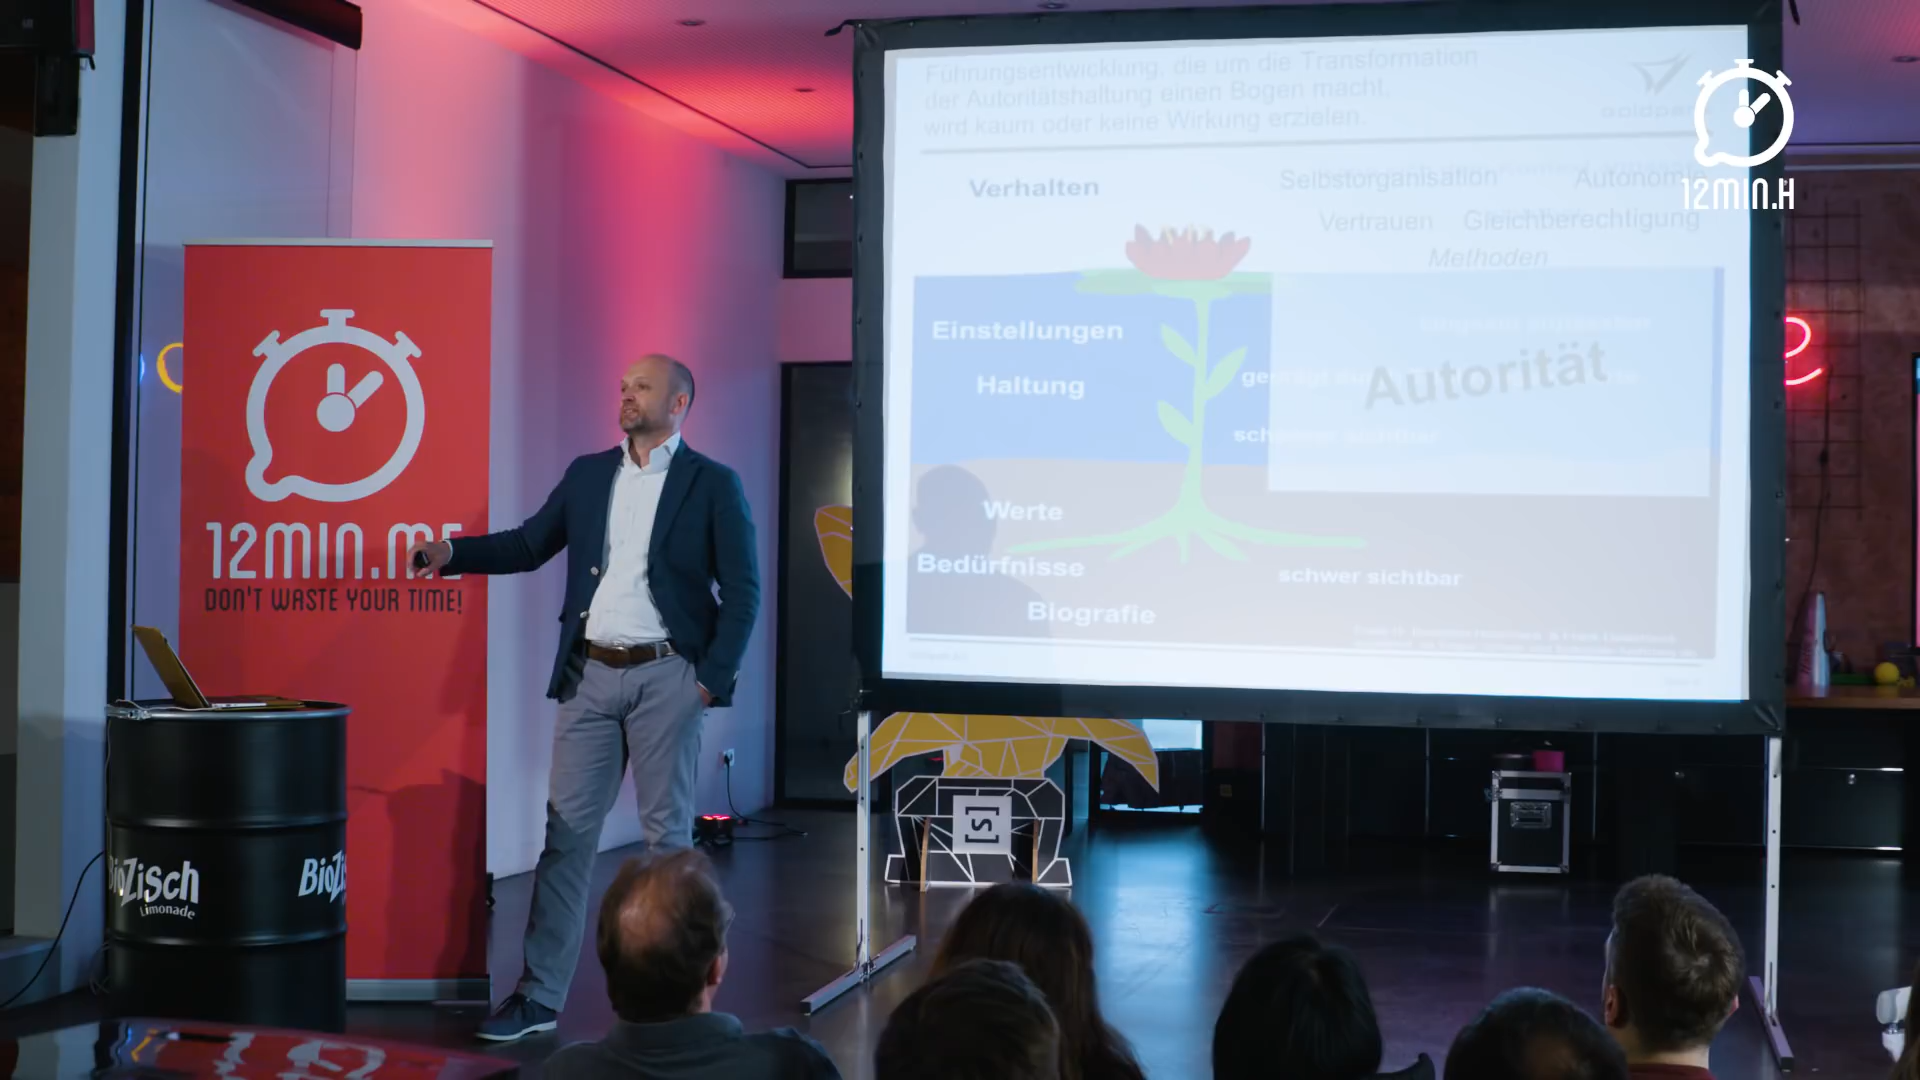 Führungsentwicklung, die um die Transformation
der Autoritätshaltung einen Bogen macht,
wird kaum oder keine Wirkung erzielen.
12MIN.H
Verhalten
Selbstorganisation Autonomie
Vertrauen Gleichberechtigung
Methoden
Einstellungen
Haltung
Autorität
Werte
Bedürfnisse
schwer sichtbar
Biografie
12MIN.ME
DON'T WASTE YOUR TIME!
[S]
BioZisch
Limonade